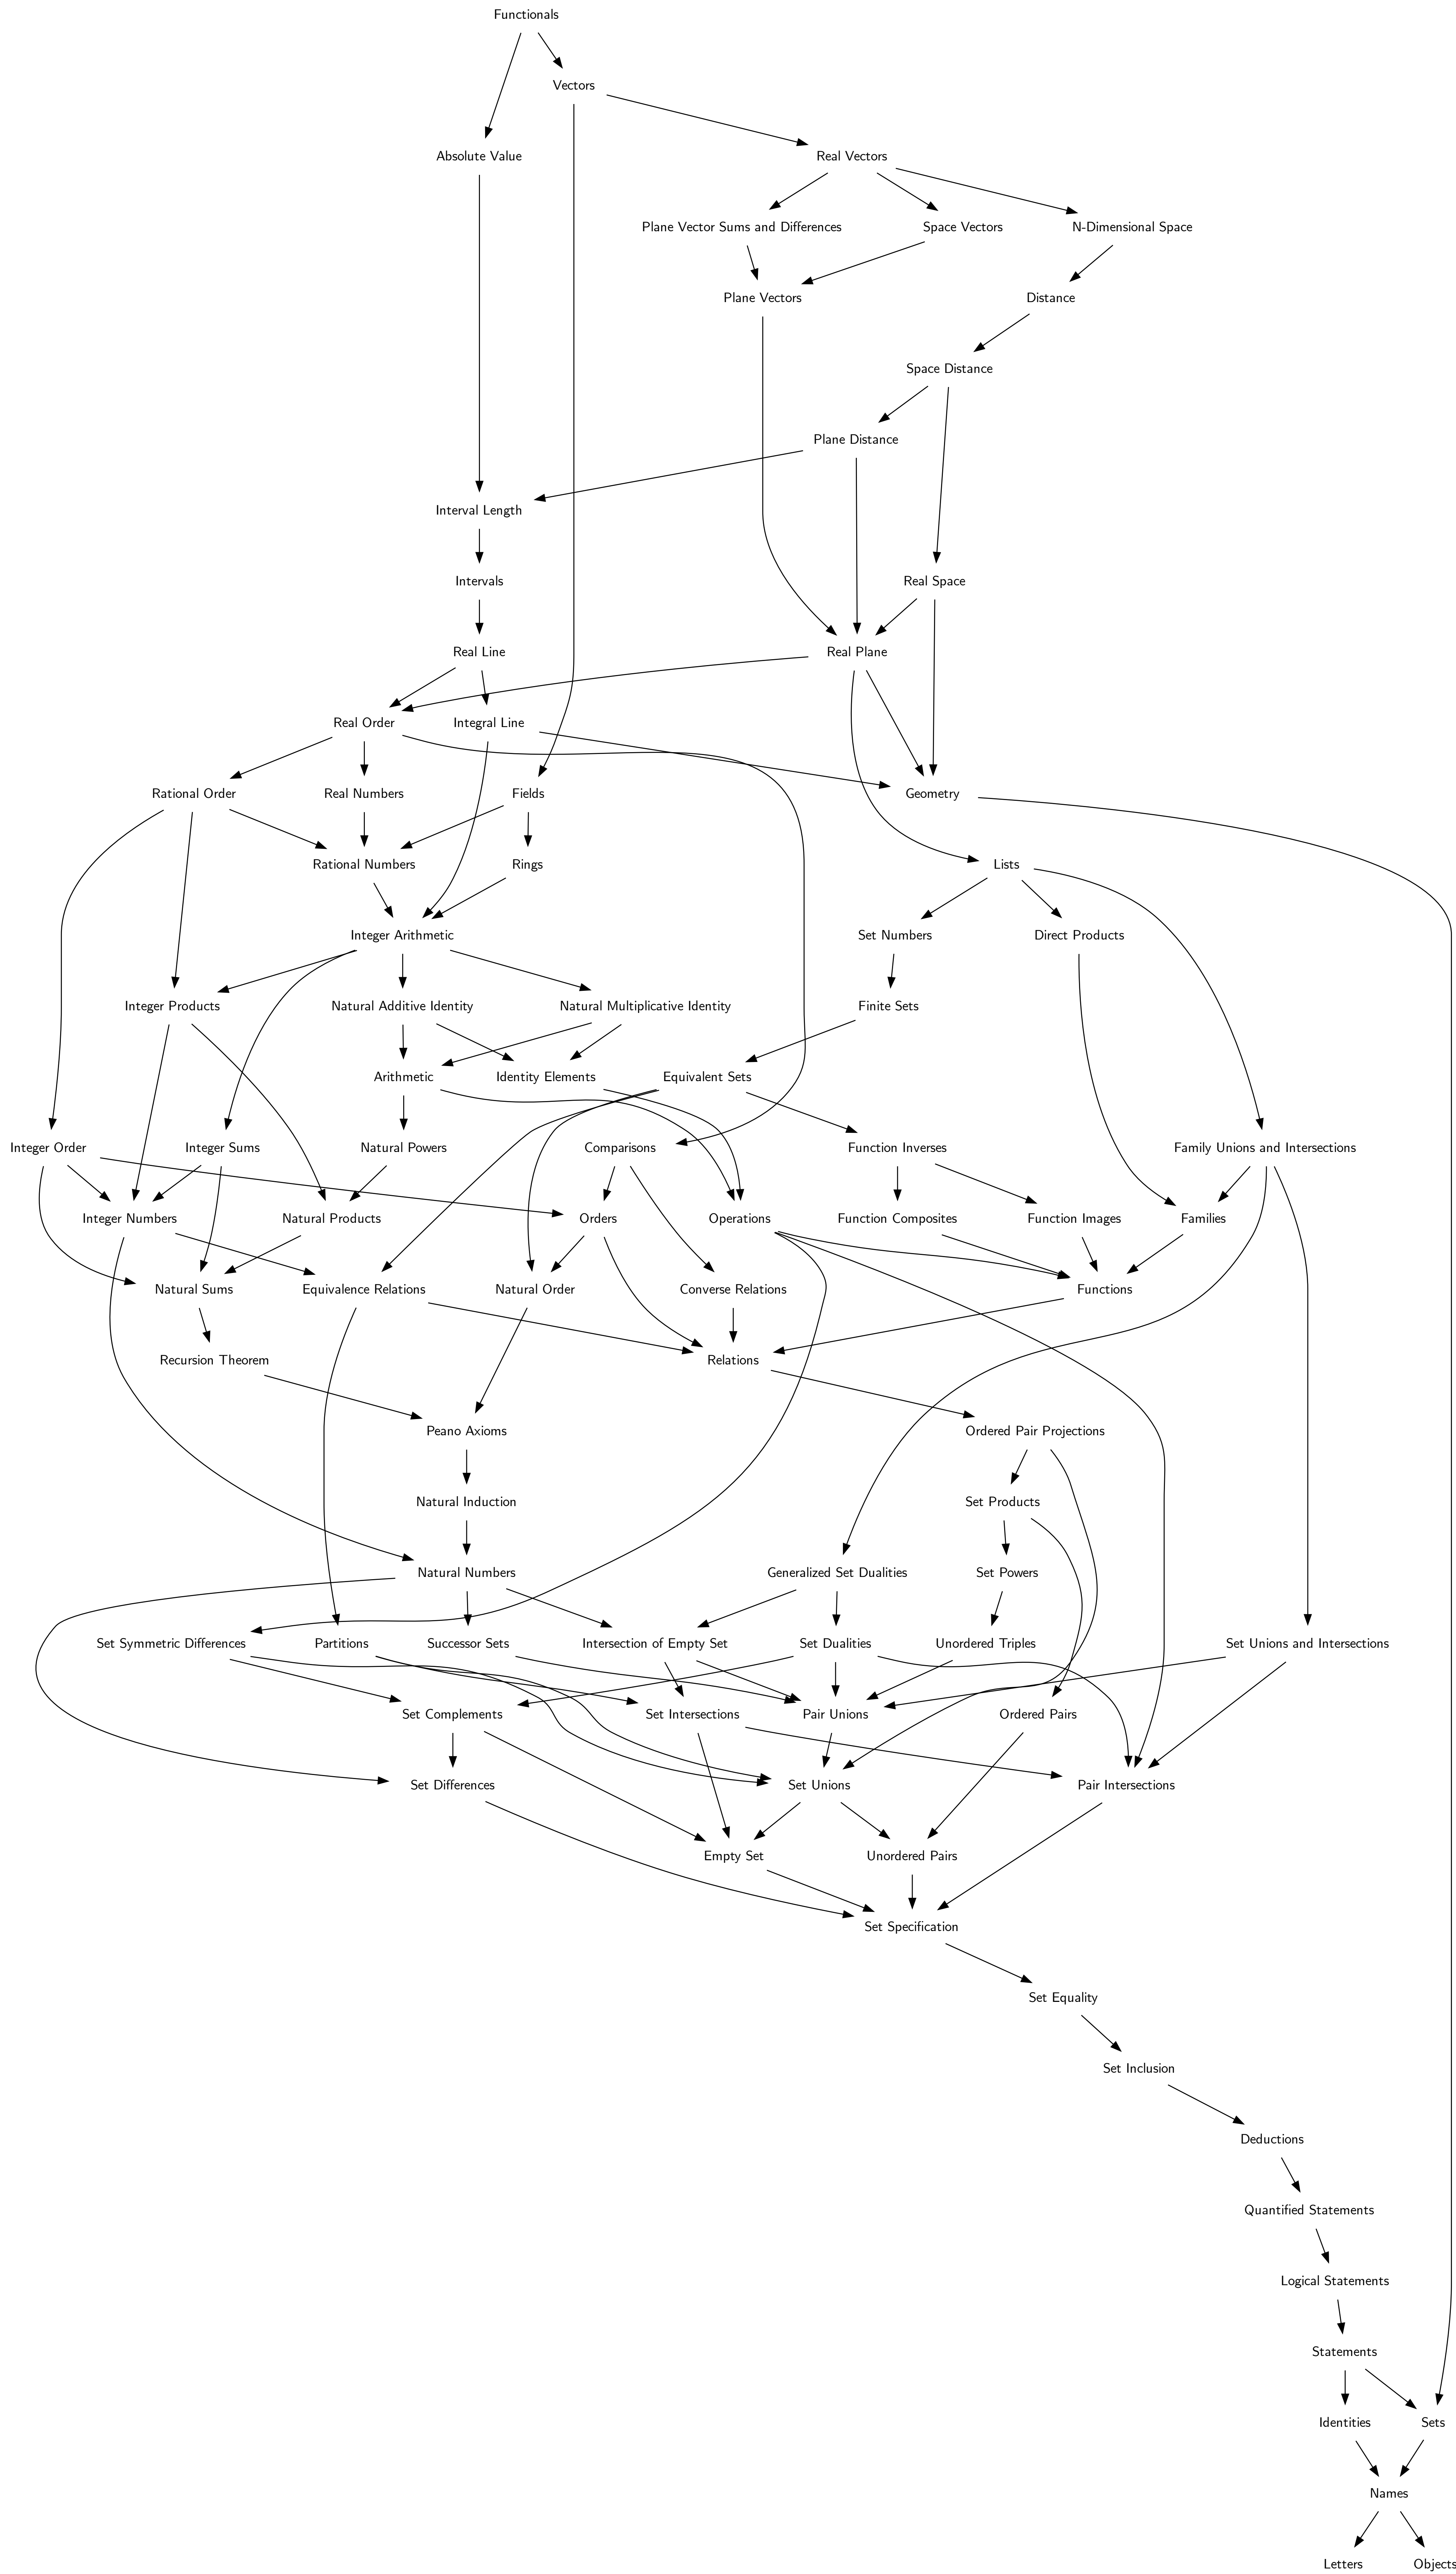 Functionals
Vectors
Absolute Value
Real Vectors
Plane Vector Sums and Differences
Space Vectors
N-Dimensional Space
Plane Vectors
Distance
Space Distance
Plane Distance
Interval Length
Intervals
Real Space
Real Line
Real Plane
Real Order
Integral Line
Rational Order
Real Numbers
Fields
Geometry
Rational Numbers
Rings
Lists
Integer Arithmetic
Set Numbers
Direct Products
Integer Products
Natural Additive Identity
Natural Multiplicative Identity
Finite Sets
Arithmetic
Identity Elements
Equivalent Sets
Integer Order
Integer Sums
Natural Powers
Comparisons
Function Inverses
Family Unions and Intersections
Integer Numbers
Natural Products
Orders
Operations
Function Composites
Function Images
Families
Natural Sums
Equivalence Relations
Natural Order
Converse Relations
Functions
Recursion Theorem
Relations
Peano Axioms
Ordered Pair Projections
Natural Induction
Set Products
Natural Numbers
Generalized Set Dualities
Set Powers
Set Symmetric Differences
Partitions
Successor Sets
Intersection of Empty Set
Set Dualities
Unordered Triples
Set Unions and Intersections
Set Complements
Set Intersections
Pair Unions
Ordered Pairs
Set Differences
Set Unions
Pair Intersections
Empty Set
Unordered Pairs
Set Specification
Set Equality
Set Inclusion
Deductions
Quantified Statements
Logical Statements
Statements
Identities
Sets
Names
Letters
Objects